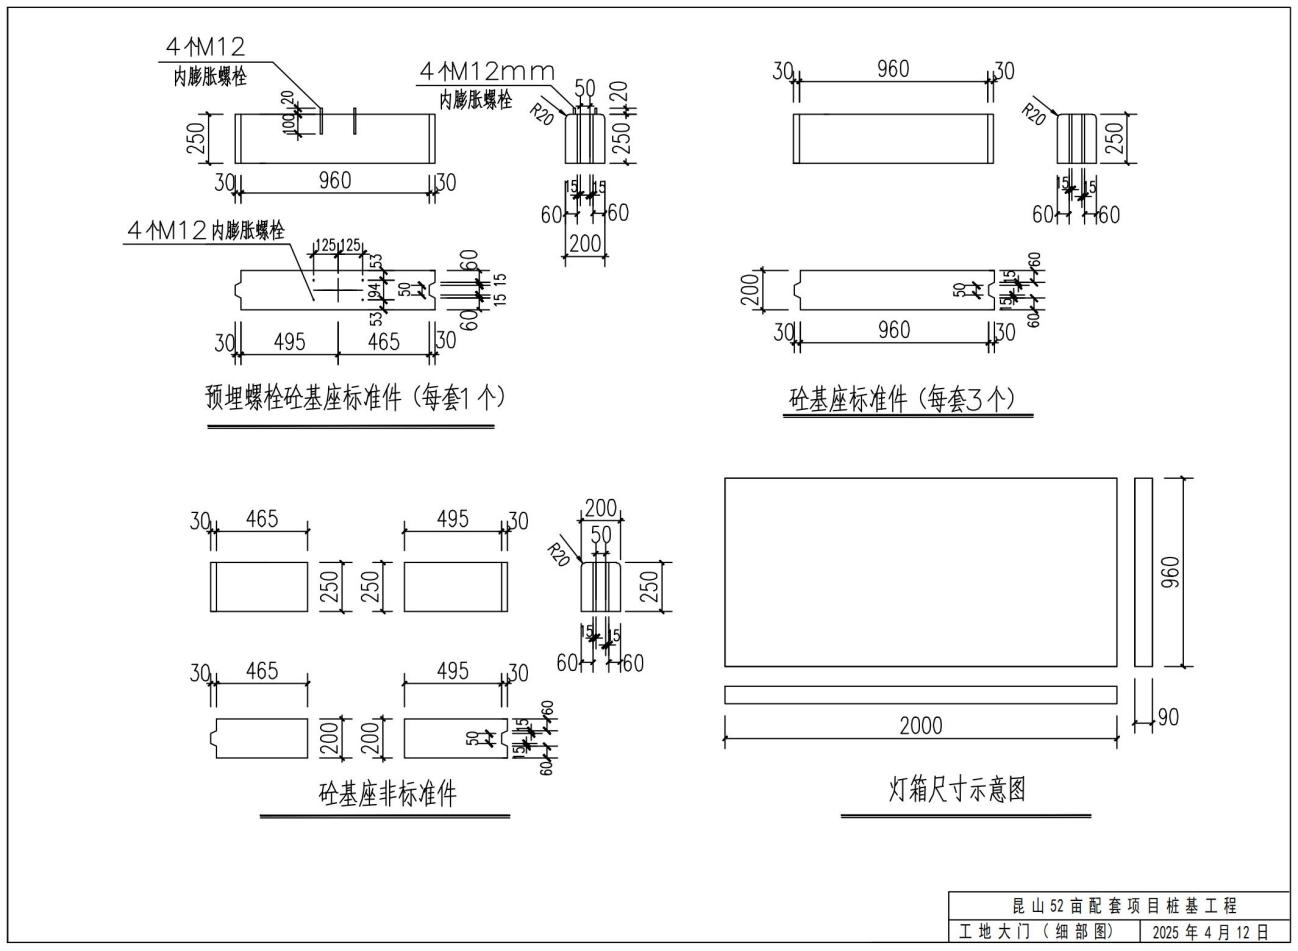 4个M12
内膨胀螺栓
20
100
250
30 960 30
4个M12mm
内膨胀螺栓
50
R20
20
250
15 15
60 60
200
30 960 30
R20
250
15 15
60 60
4个M12内膨胀螺栓
125 125
53
94
53
50
60
15
15
60
30 495 465 30
预埋螺栓砼基座标准件（每套1个）
200
50
60
15
15
60
30 960 30
砼基座标准件（每套3个）
30 465
250
495 30
250
200
50
R20
250
15 15
60 60
30 465
200
495 30
200
50
60
15
15
60
砼基座非标准件
960
90
2000
灯箱尺寸示意图
昆山52亩配套项目桩基工程
工地大门（细部图） 2025年4月12日